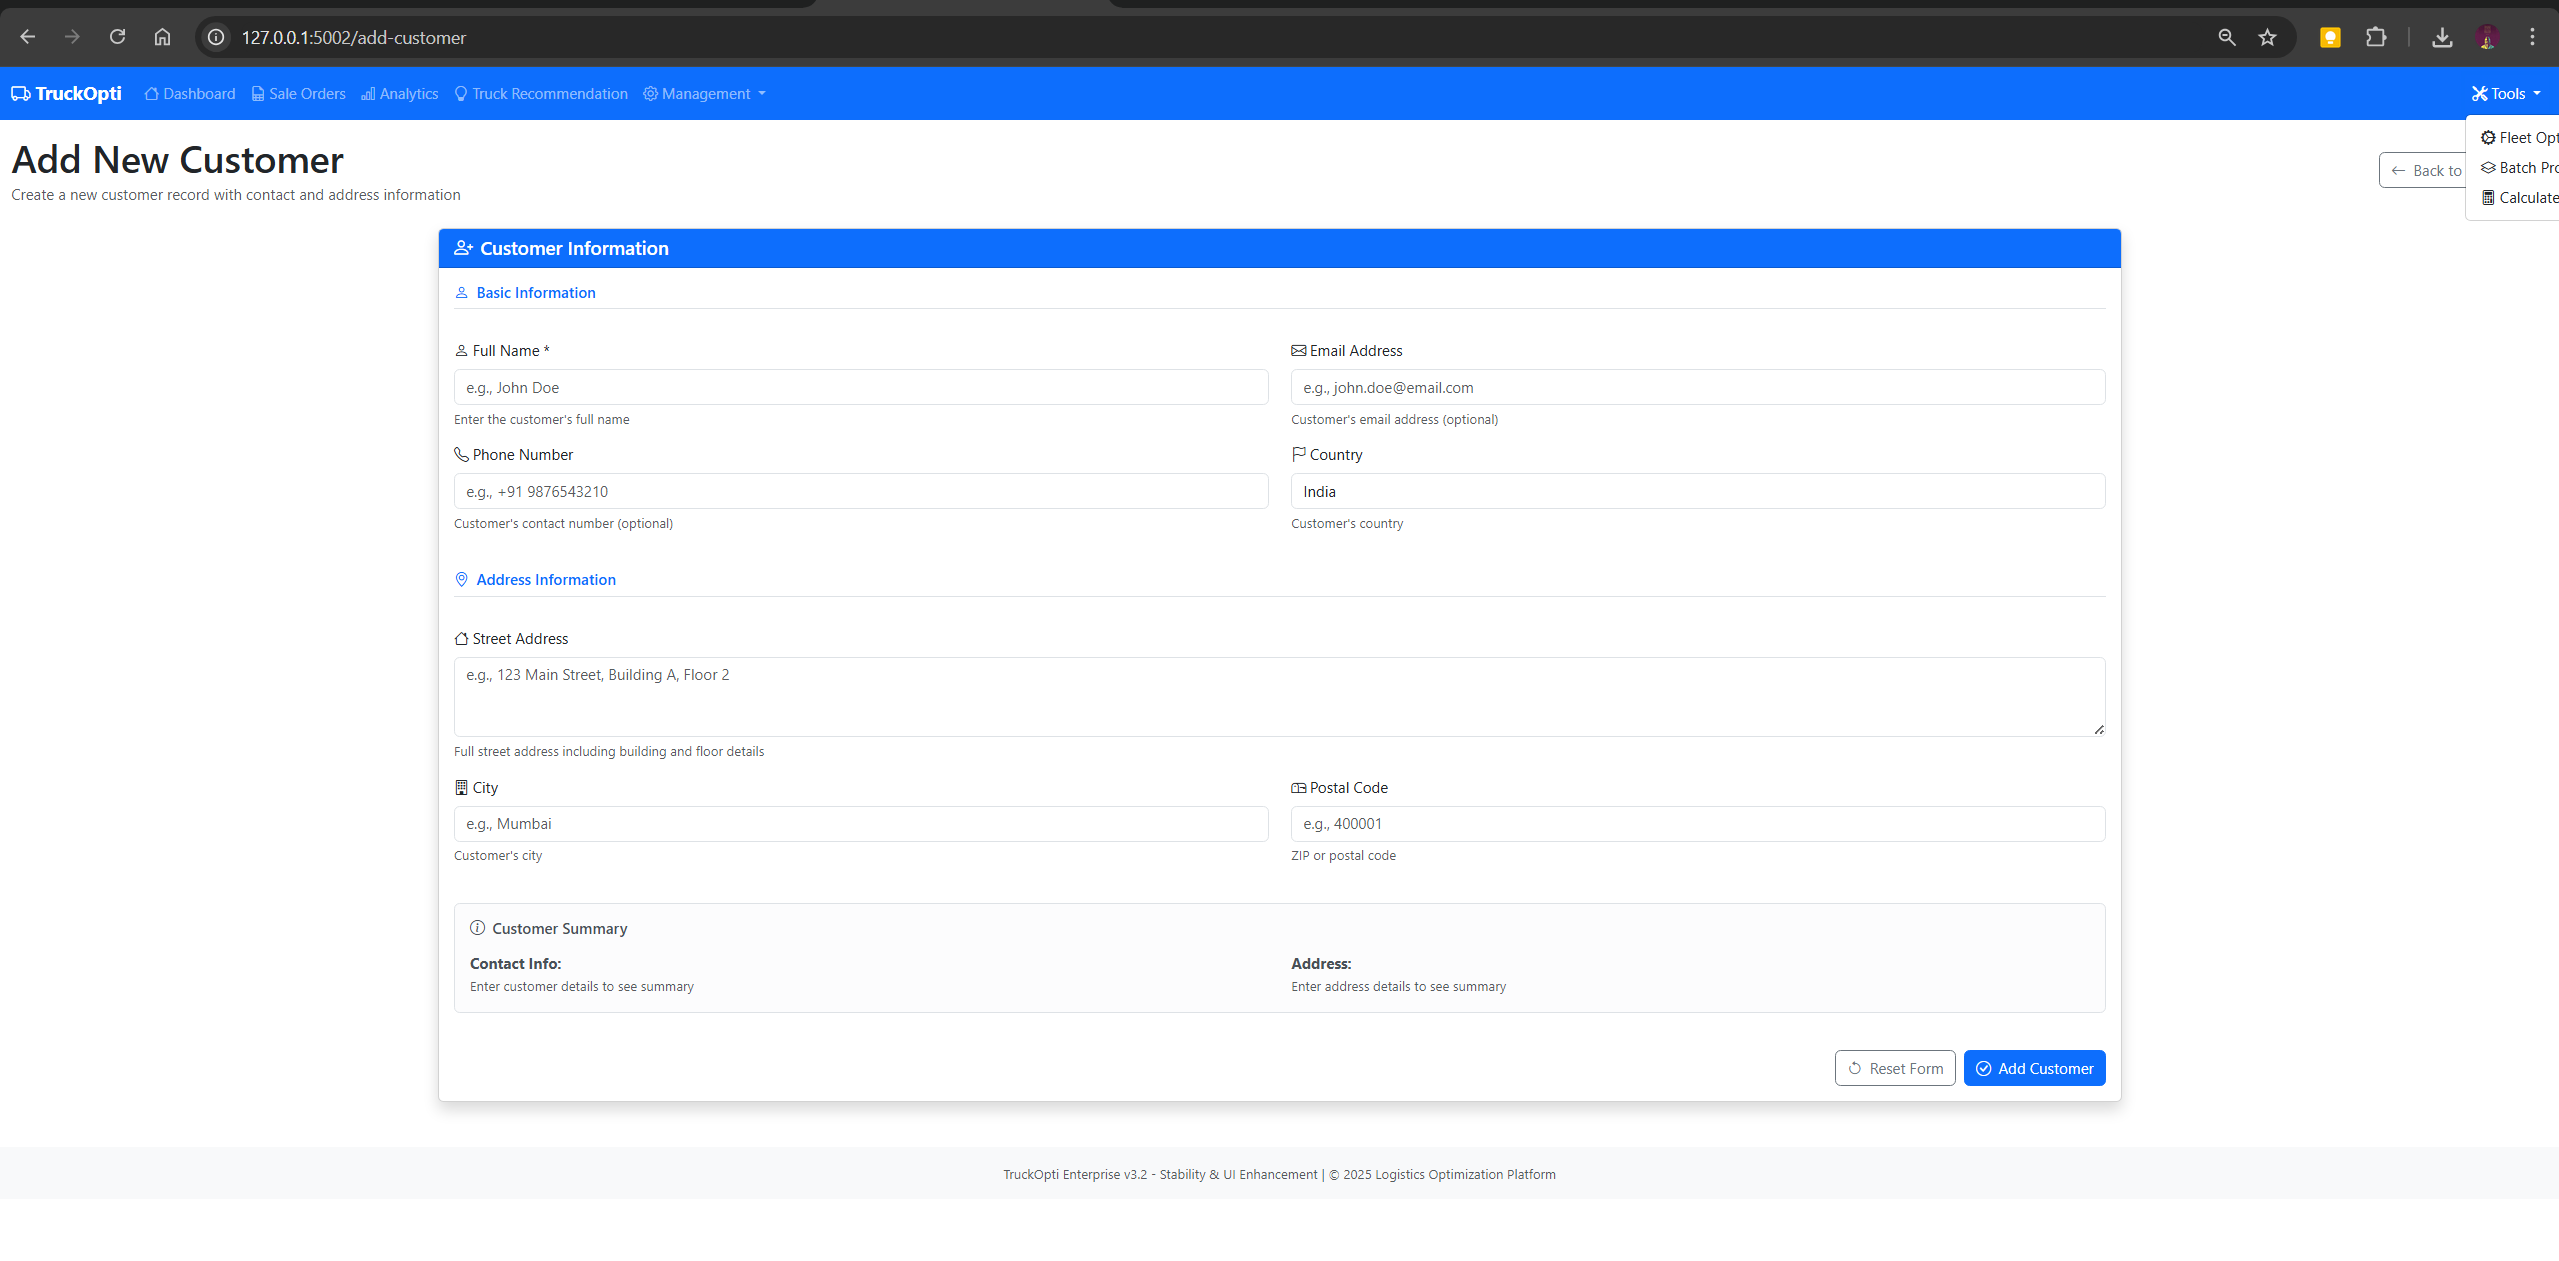 127.0.0.1:5002/add-customer
TruckOpti Dashboard Sale Orders Analytics Truck Recommendation Management Tools
Fleet Opt
Batch Pro
Calculate
Add New Customer
Create a new customer record with contact and address information
Back to
Customer Information
Basic Information
Full Name *
e.g., John Doe
Enter the customer's full name
Email Address
e.g., john.doe@email.com
Customer's email address (optional)
Phone Number
e.g., +91 9876543210
Customer's contact number (optional)
Country
India
Customer's country
Address Information
Street Address
e.g., 123 Main Street, Building A, Floor 2
Full street address including building and floor details
City
e.g., Mumbai
Customer's city
Postal Code
e.g., 400001
ZIP or postal code
Customer Summary
Contact Info:
Enter customer details to see summary
Address:
Enter address details to see summary
Reset Form
Add Customer
TruckOpti Enterprise v3.2 - Stability & UI Enhancement | © 2025 Logistics Optimization Platform